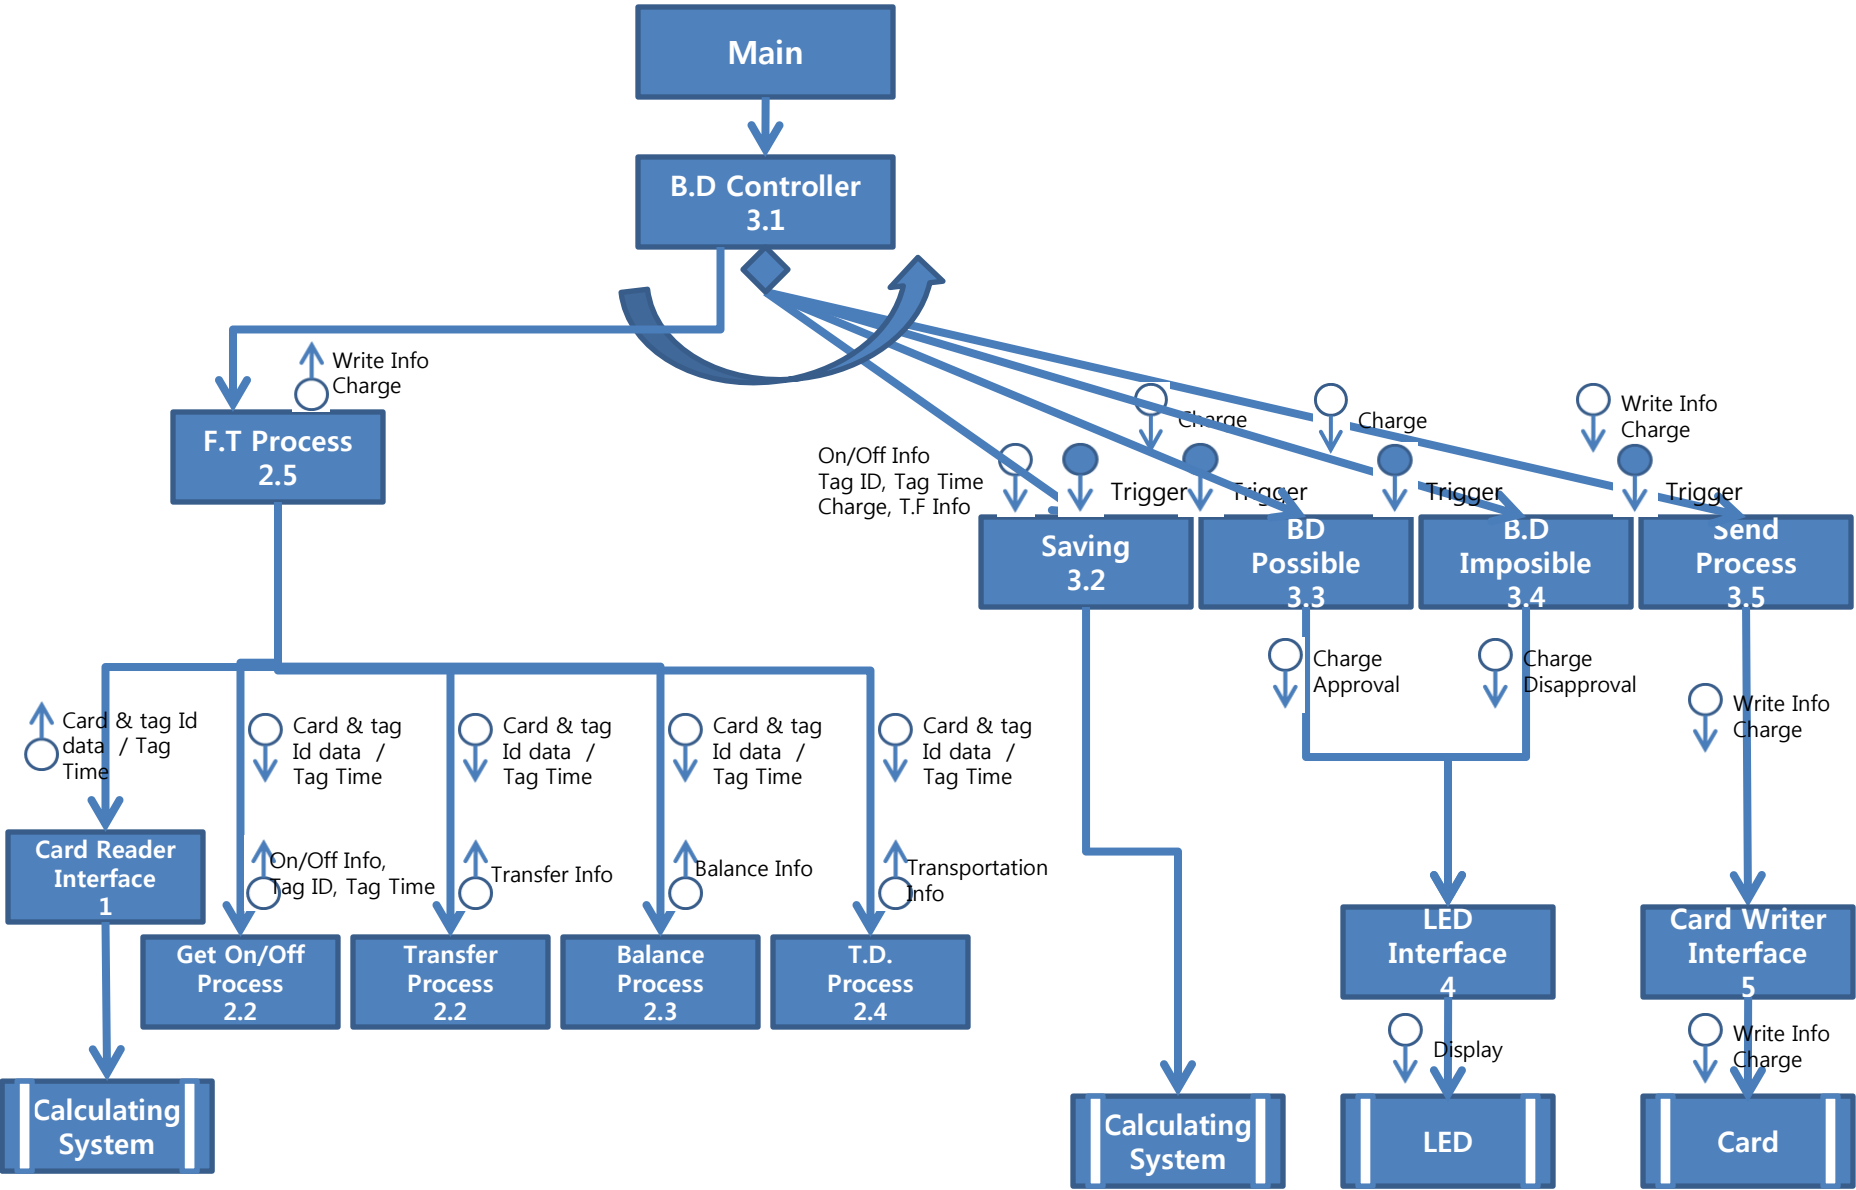 Main
B.D Controller
3.1
Write Info
Charge
F.T Process
2.5
Charge
Charge
Write Info
Charge
On/Off Info
Tag ID, Tag Time
Charge, T.F Info
Trigger
Trigger
Trigger
Trigger
Saving
3.2
BD
Possible
3.3
B.D
Imposible
3.4
Send
Process
3.5
Charge
Approval
Charge
Disapproval
Write Info
Charge
Card & tag Id
data / Tag
Time
Card & tag
Id data /
Tag Time
Card & tag
Id data /
Tag Time
Card & tag
Id data /
Tag Time
Card & tag
Id data /
Tag Time
Card Reader
Interface
1
On/Off Info,
Tag ID, Tag Time
Transfer Info
Balance Info
Transportation
Info
Get On/Off
Process
2.2
Transfer
Process
2.2
Balance
Process
2.3
T.D.
Process
2.4
LED
Interface
4
Card Writer
Interface
5
Display
Write Info
Charge
Calculating
System
Calculating
System
LED
Card